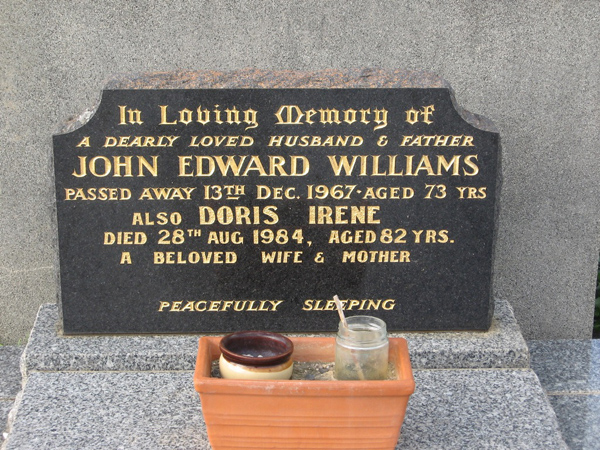 In Loving Memory of
A DEARLY LOVED HUSBAND & FATHER
JOHN EDWARD WILLIAMS
PASSED AWAY 13TH DEC. 1967·AGED 73 YRS
ALSO DORIS IRENE
DIED 28TH AUG 1984, AGED 82 YRS.
A BELOVED WIFE & MOTHER
PEACEFULLY SLEEPING